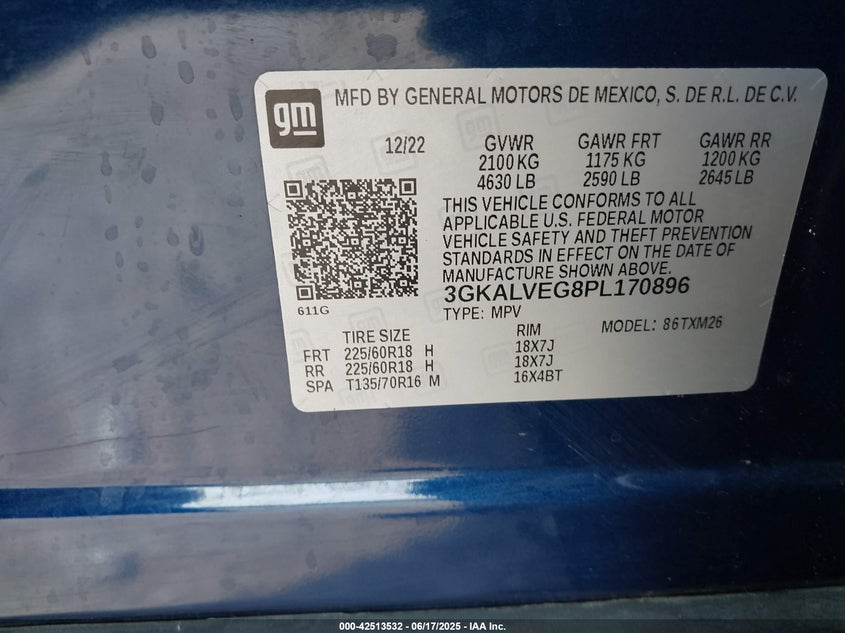 gm
MFD BY GENERAL MOTORS DE MEXICO, S. DE R.L. DE C.V.
12/22 GVWR GAWR FRT GAWR RR
2100 KG 1175 KG 1200 KG
4630 LB 2590 LB 2645 LB
THIS VEHICLE CONFORMS TO ALL
APPLICABLE U.S. FEDERAL MOTOR
VEHICLE SAFETY AND THEFT PREVENTION
STANDARDS IN EFFECT ON THE DATE OF
MANUFACTURE SHOWN ABOVE.
3GKALVEG8PL170896
611G
TYPE: MPV MODEL: 86TXM26
TIRE SIZE RIM
FRT 225/60R18 H 18X7J
RR 225/60R18 H 18X7J
SPA T135/70R16 M 16X4BT
000-42513532 - 06/17/2025 - IAA Inc.